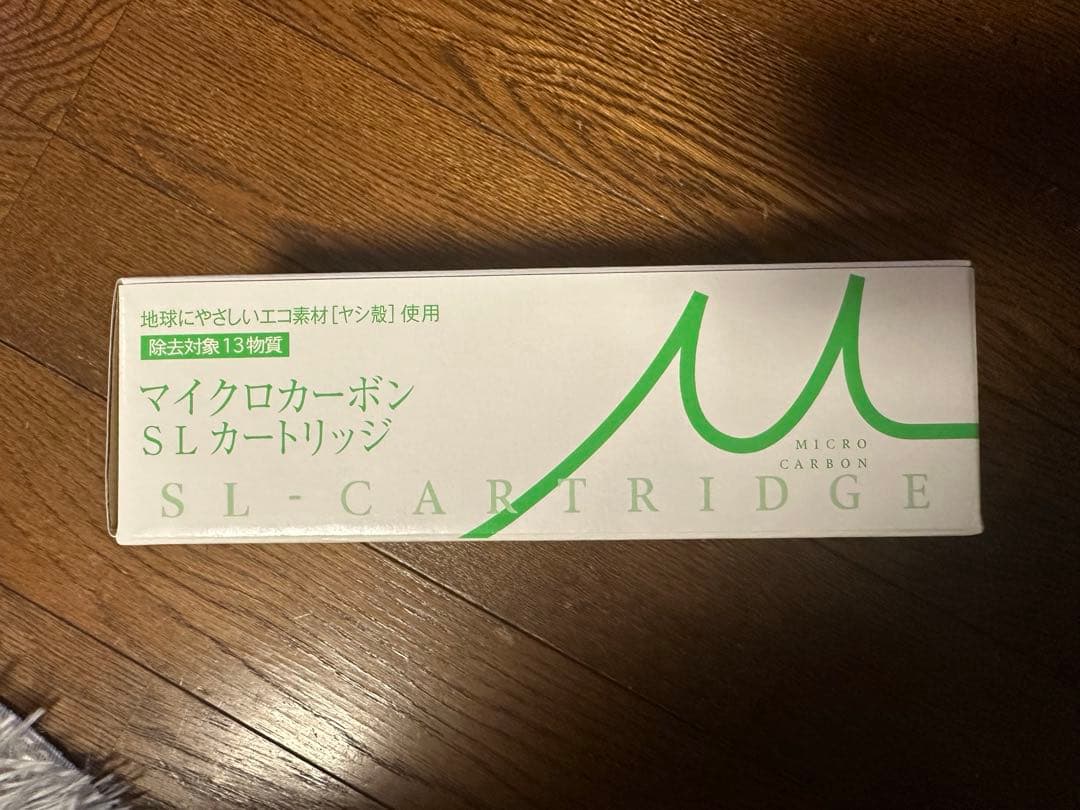 地球にやさしいエコ素材[ヤシ殻]使用
除去対象13物質
マイクロカーボン
SLカートリッジ
MICRO
CARBON
SL-CARTRIDGE